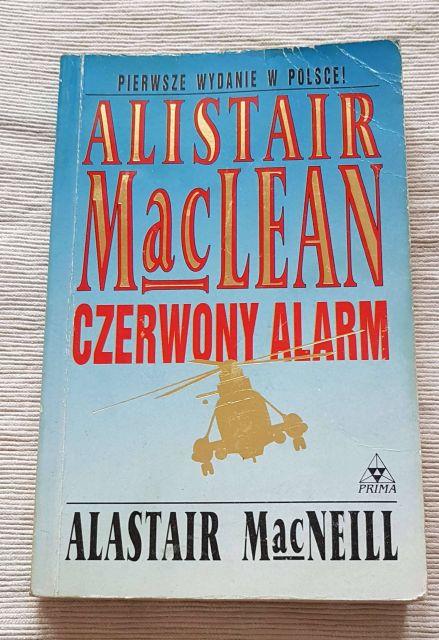 PIERWSZE WYDANIE W POLSCE!
ALISTAIR
MacLEAN
CZERWONY ALARM
PRIMA
ALASTAIR MacNEILL